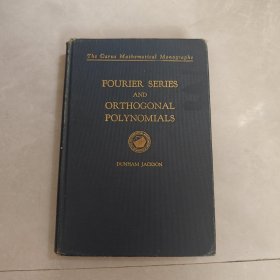 The Carus Mathematical Monographs
FOURIER SERIES
AND
ORTHOGONAL
POLYNOMIALS
DUNHAM JACKSON